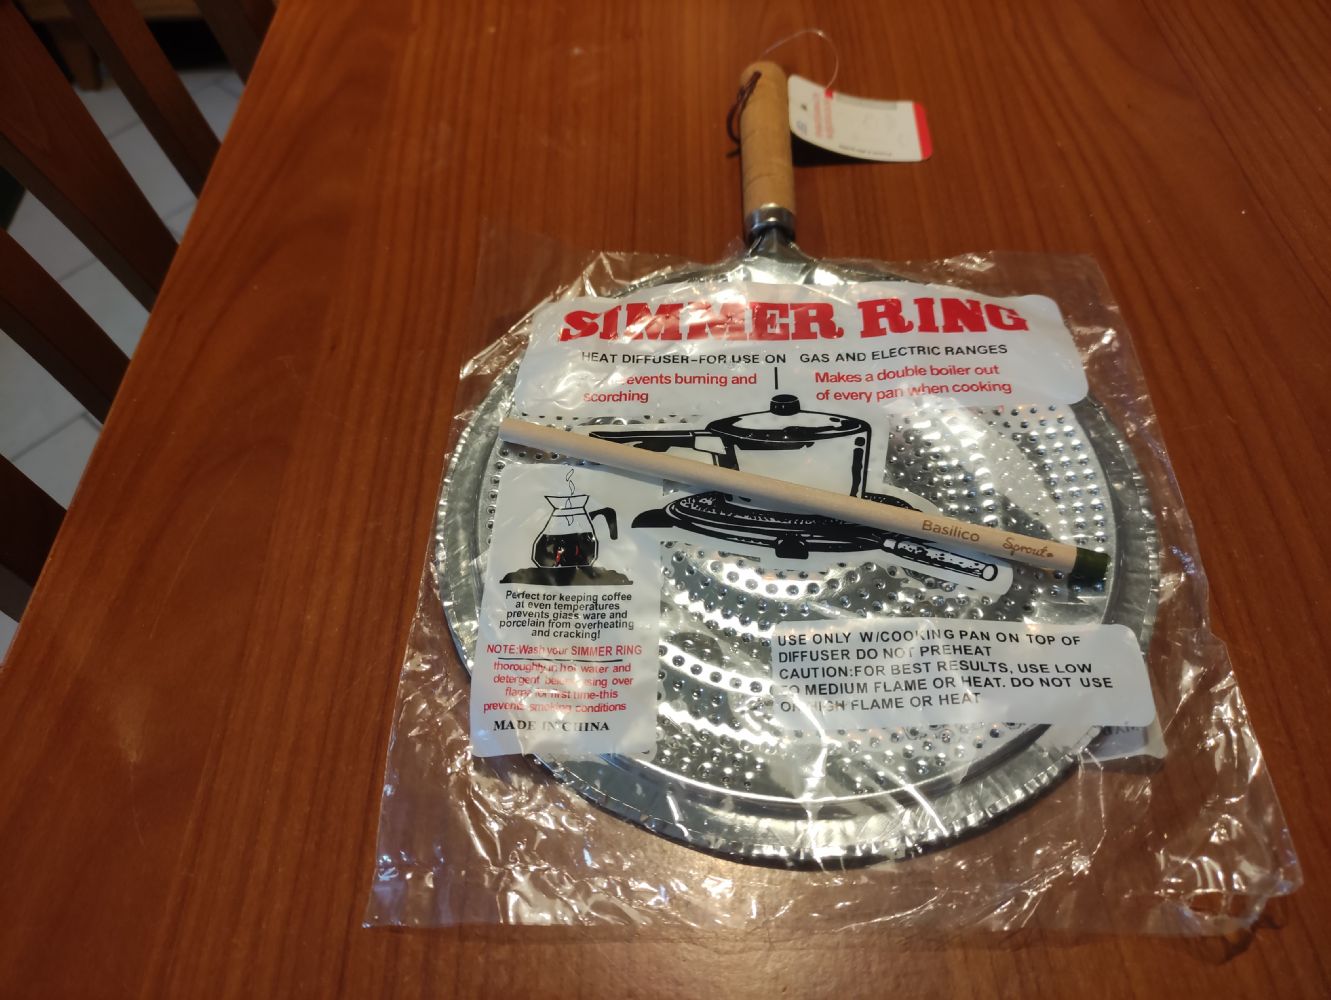 SIMMER RING
HEAT DIFFUSER-FOR USE ON GAS AND ELECTRIC RANGES
burning and
scorching
Makes a double boiler out
of every pan when cooking
Basilico Sprout
Perfect for keeping coffee
at even temperatures
prevents glass ware and
porcelain from overheating
and cracking!
NOTE:Wash your SIMMER RING
thoroughly in hot water and
detergent before using over
flame for first time-this
prevents smoking conditions
MADE IN CHINA
USE ONLY W/COOKING PAN ON TOP OF
DIFFUSER DO NOT PREHEAT
CAUTION:FOR BEST RESULTS, USE LOW
TO MEDIUM FLAME OR HEAT. DO NOT USE
ON HIGH FLAME OR HEAT